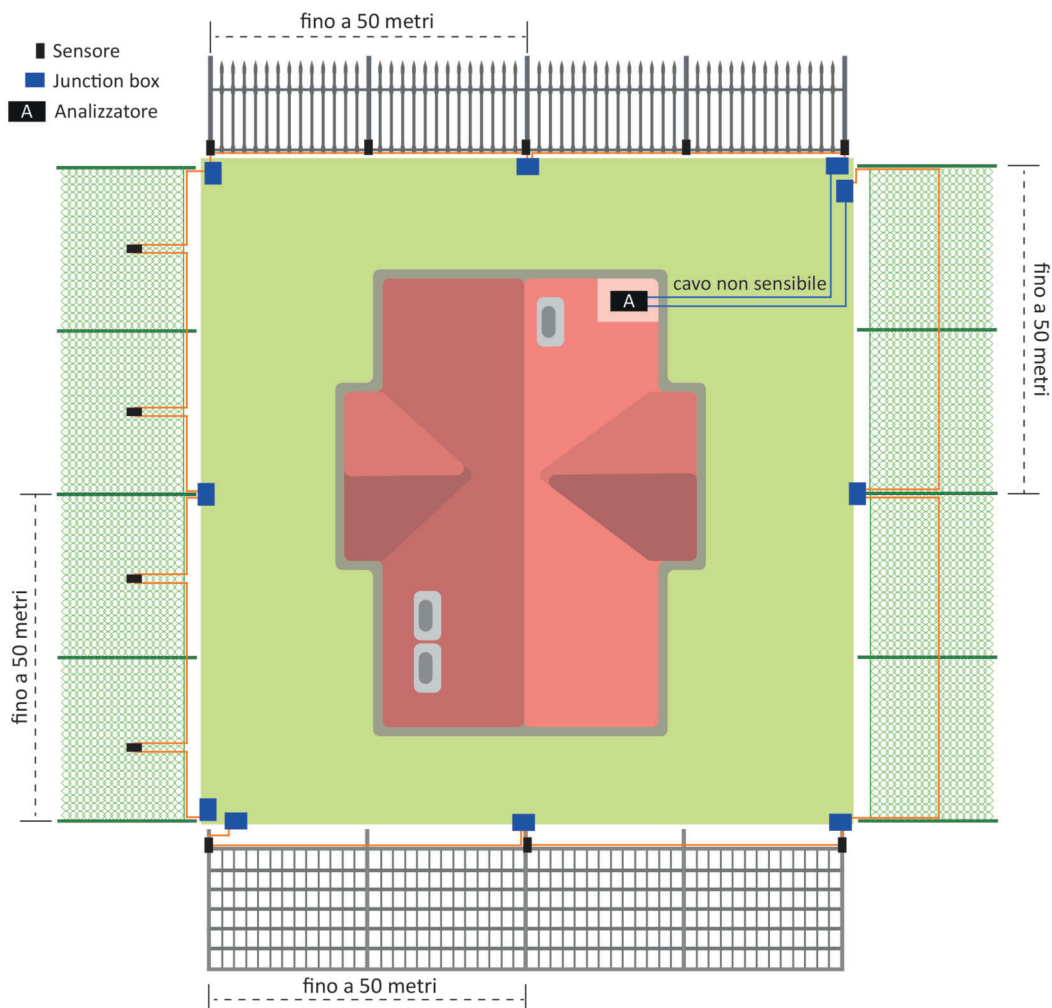 fino a 50 metri
Sensore
Junction box
A Analizzatore
cavo non sensibile
A
fino a 50 metri
fino a 50 metri
fino a 50 metri